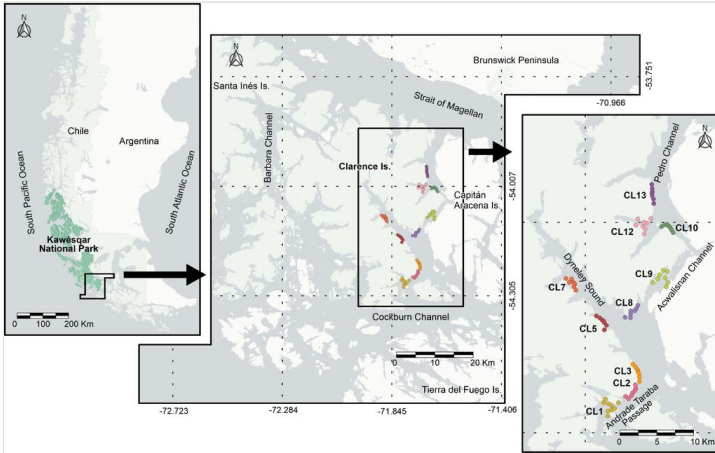 N
Chile
Argentina
South Pacific Ocean
South Atlantic Ocean
Kawésqar
National Park
0 100 200 Km
N
Brunswick Peninsula
Santa Inés Is.
Strait of Magellan
Barbara Channel
Clarence Is.
Capitán
Aracena Is.
Cockburn Channel
0 10 20 Km
Tierra del Fuego Is.
-53.751
-54.007
-54.305
-72.723
-72.284
-71.845
-71.406
-70.966
N
Pedro Channel
CL13
CL12
CL10
Dyneley Sound
CL9
Acwalisnan Channel
CL7
CL8
CL5
CL3
CL2
CL1
Andrade Taraba
Passage
0 5 10 Km